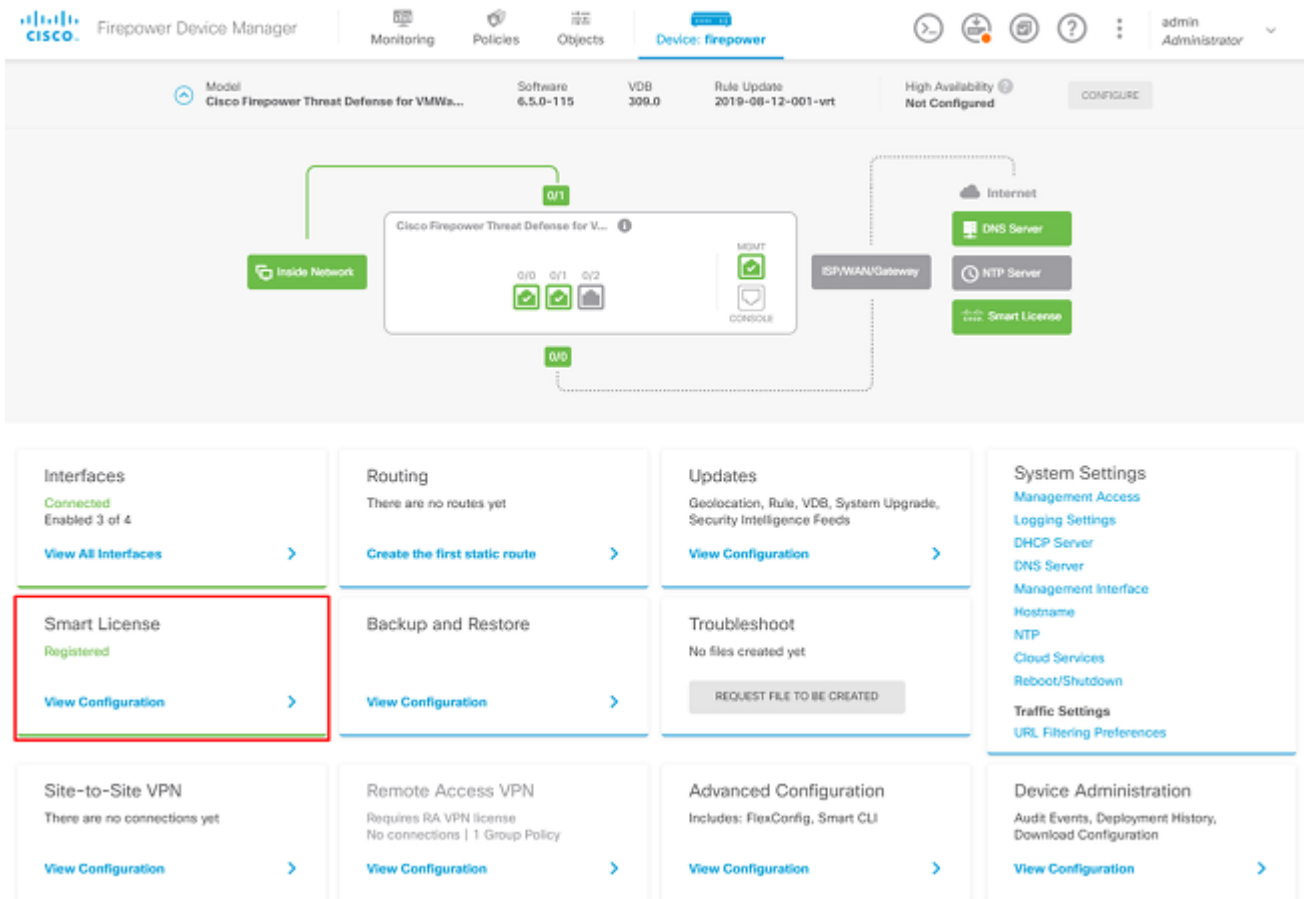 CISCO.
Firepower Device Manager
Monitoring
Policies
Objects
Device: firepower
admin
Administrator
Model
Cisco Firepower Threat Defense for VMWa...
Software
6.5.0-115
VDB
309.0
Rule Update
2019-08-12-001-vrt
High Availability
Not Configured
CONFIGURE
0/1
Internet
Cisco Firepower Threat Defense for V...
DNS Server
MGMT
Inside Network
0/0 0/1 0/2
ISP/WAN/Gateway
NTP Server
CONSOLE
Smart License
0/0
Interfaces
Connected
Enabled 3 of 4
View All Interfaces
Routing
There are no routes yet
Create the first static route
Updates
Geolocation, Rule, VDB, System Upgrade,
Security Intelligence Feeds
View Configuration
System Settings
Management Access
Logging Settings
DHCP Server
DNS Server
Management Interface
Hostname
NTP
Cloud Services
Reboot/Shutdown
Traffic Settings
URL Filtering Preferences
Smart License
Registered
View Configuration
Backup and Restore
View Configuration
Troubleshoot
No files created yet
REQUEST FILE TO BE CREATED
Site-to-Site VPN
There are no connections yet
View Configuration
Remote Access VPN
Requires RA VPN license
No connections | 1 Group Policy
View Configuration
Advanced Configuration
Includes: FlexConfig, Smart CLI
View Configuration
Device Administration
Audit Events, Deployment History,
Download Configuration
View Configuration